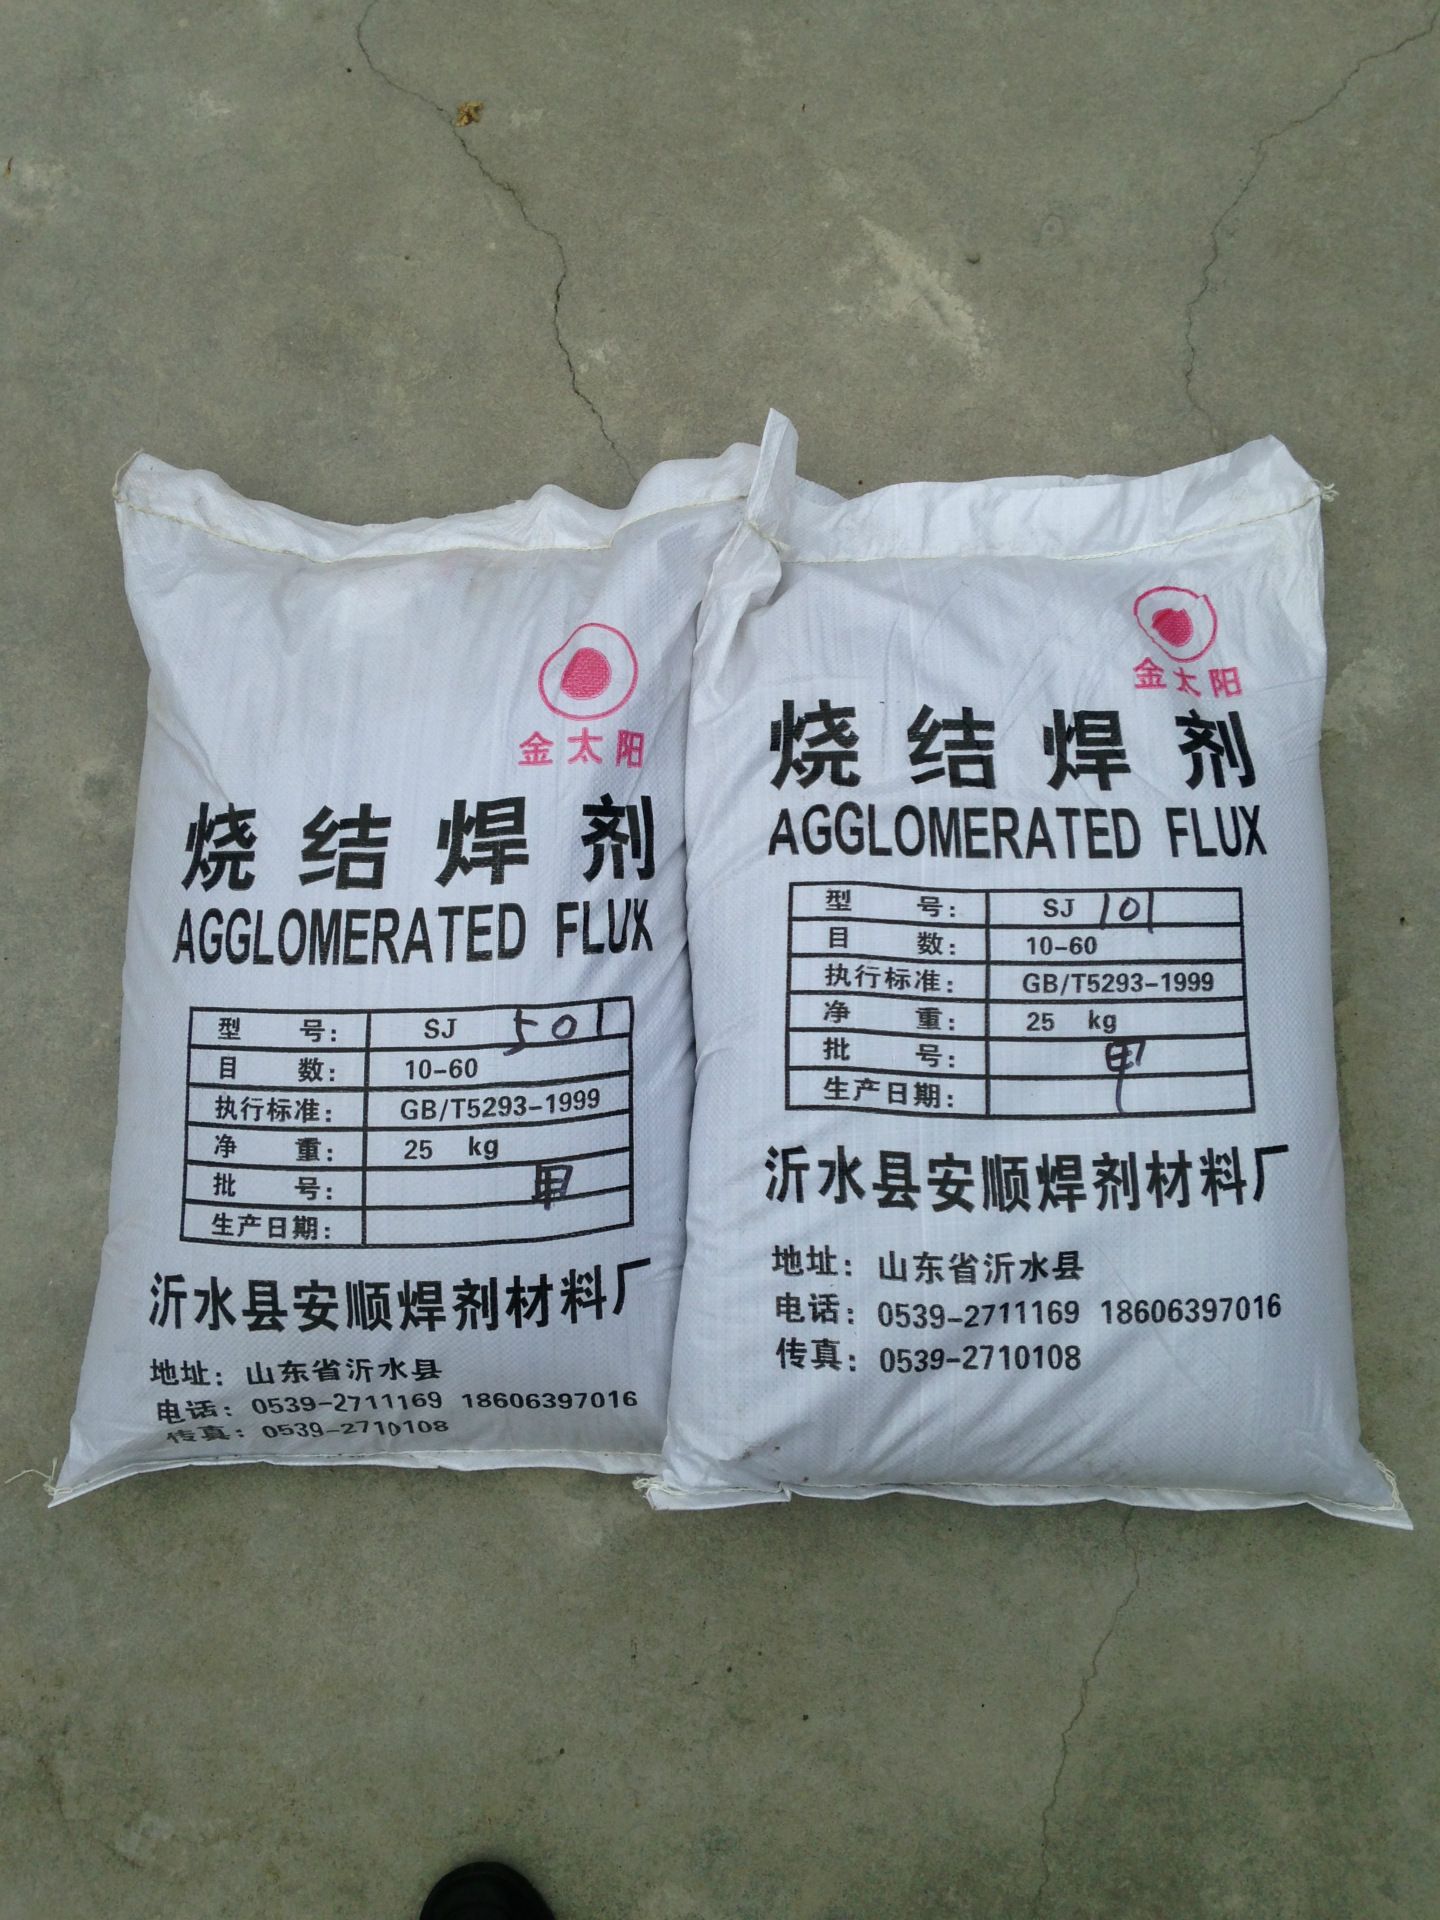 金太阳
烧结焊剂
AGGLOMERATED FLUX
型号: SJ 501
目数: 10-60
执行标准: GB/T5293-1999
净重: 25 kg
批号: 甲
生产日期:
沂水县安顺焊剂材料厂
地址: 山东省沂水县
电话: 0539-2711169 18606397016
传真: 0539-2710108
金太阳
烧结焊剂
AGGLOMERATED FLUX
型号: SJ 101
目数: 10-60
执行标准: GB/T5293-1999
净重: 25 kg
批号: 甲
生产日期:
沂水县安顺焊剂材料厂
地址: 山东省沂水县
电话: 0539-2711169 18606397016
传真: 0539-2710108